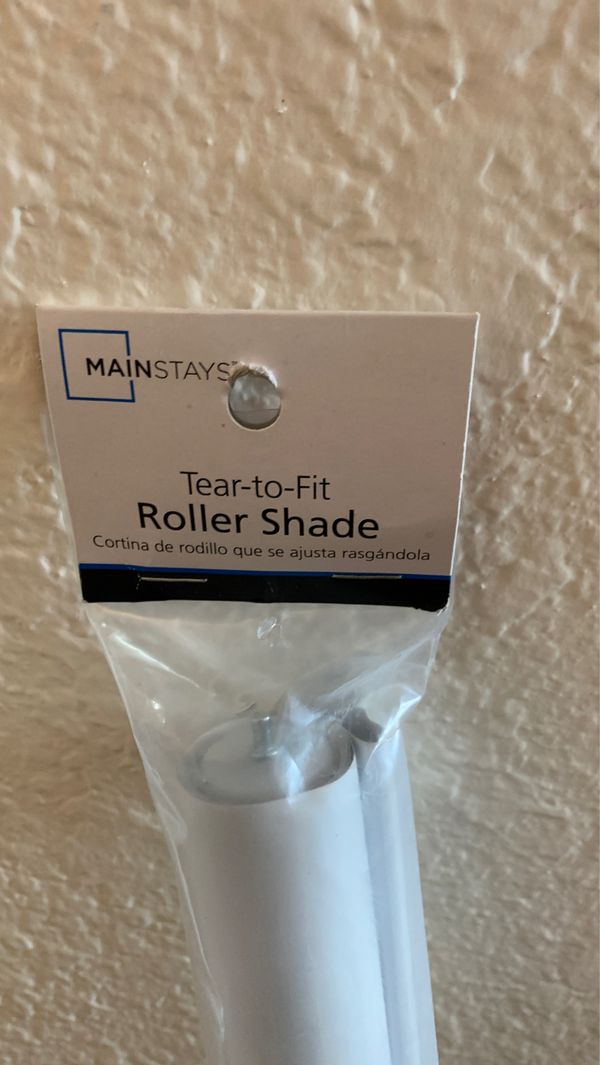 MAINSTAYS
Tear-to-Fit
Roller Shade
Cortina de rodillo que se ajusta rasgándola